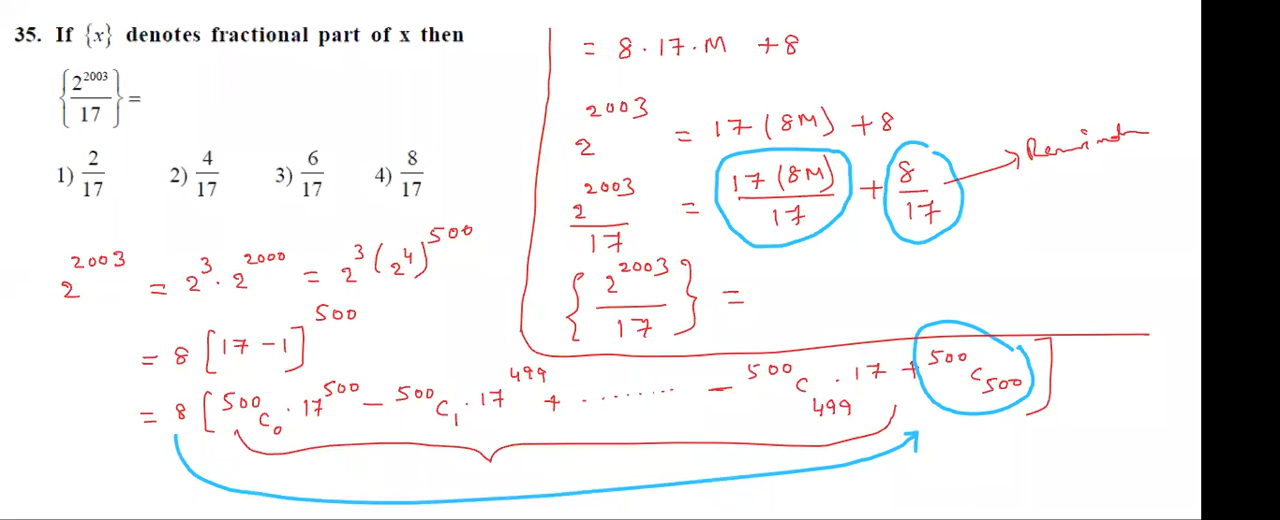 35. If {x} denotes fractional part of x then
{2^2003/17} =
1) 2/17 2) 4/17 3) 6/17 4) 8/17
2^2003 = 2^3 . 2^2000 = 2^3 (2^4)^500
= 8 [17 - 1]^500
= 8 [500C0 . 17^500 - 500C1 . 17^499 + ........ - 500C499 . 17 + 500C500]
= 8 . 17 . M + 8
2^2003 = 17 (8M) + 8
2^2003/17 = 17 (8M)/17 + 8/17
{2^2003/17} =